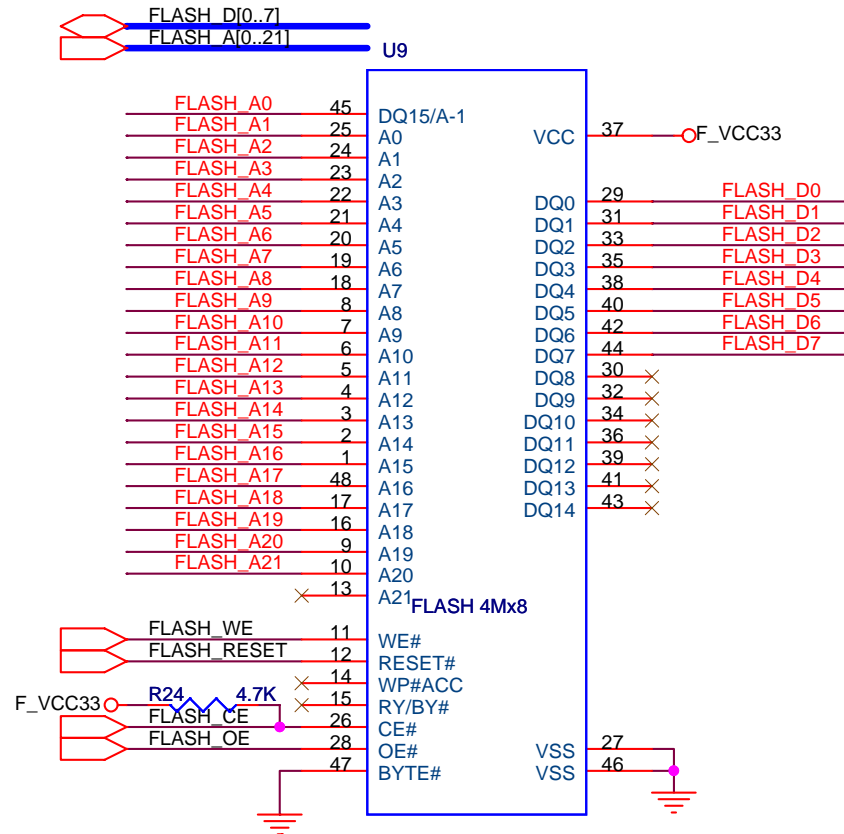 FLASH_D[0..7]
FLASH_A[0..21]
U9
FLASH_A0 45 DQ15/A-1
FLASH_A1 25 A0
VCC 37 F_VCC33
FLASH_A2 24 A1
FLASH_A3 23 A2
FLASH_A4 22 A3 DQ0 29 FLASH_D0
FLASH_A5 21 A4 DQ1 31 FLASH_D1
FLASH_A6 20 A5 DQ2 33 FLASH_D2
FLASH_A7 19 A6 DQ3 35 FLASH_D3
FLASH_A8 18 A7 DQ4 38 FLASH_D4
FLASH_A9 8 A8 DQ5 40 FLASH_D5
FLASH_A10 7 A9 DQ6 42 FLASH_D6
FLASH_A11 6 A10 DQ7 44 FLASH_D7
FLASH_A12 5 A11 DQ8 30
FLASH_A13 4 A12 DQ9 32
FLASH_A14 3 A13 DQ10 34
FLASH_A15 2 A14 DQ11 36
FLASH_A16 1 A15 DQ12 39
FLASH_A17 48 A16 DQ13 41
FLASH_A18 17 A17 DQ14 43
FLASH_A19 16 A18
FLASH_A20 9 A19
FLASH_A21 10 A20
13 A21
FLASH 4Mx8
FLASH_WE 11 WE#
FLASH_RESET 12 RESET#
14 WP#ACC
F_VCC33 R24 4.7K 15 RY/BY#
FLASH_CE 26 CE#
FLASH_OE 28 OE# VSS 27
47 BYTE# VSS 46